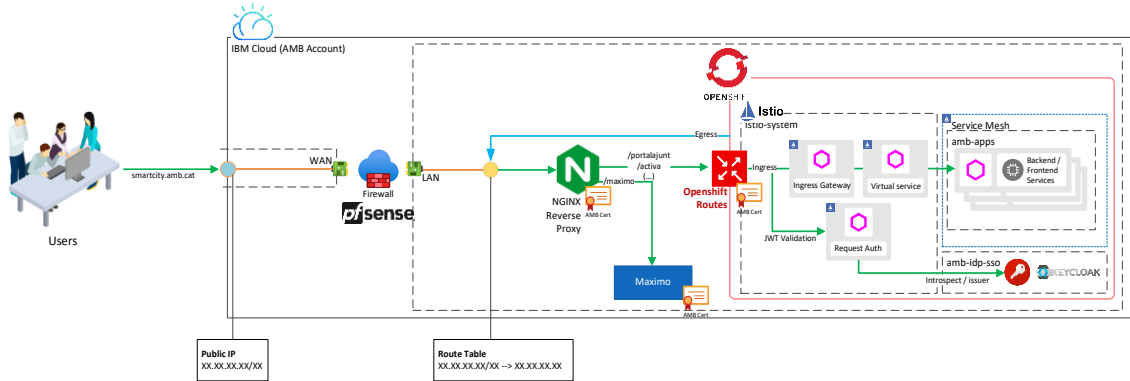 IBM Cloud (AMB Account)
OPENSHIFT
Istio
istio-system
Egress
Service Mesh
amb-apps
WAN
LAN
/portalajunt
/activa
(...)
/maximo
Ingress
Backend /
Frontend
Services
smartcity.amb.cat
Firewall
pfsense
NGINX
Reverse
Proxy
AMB Cert
Openshift
Routes
AMB Cert
Ingress Gateway
Virtual service
Users
JWT Validation
Request Auth
amb-idp-sso
KEYCLOAK
Introspect / issuer
Maximo
AMB Cert
Public IP
XX.XX.XX.XX/XX
Route Table
XX.XX.XX.XX/XX --> XX.XX.XX.XX